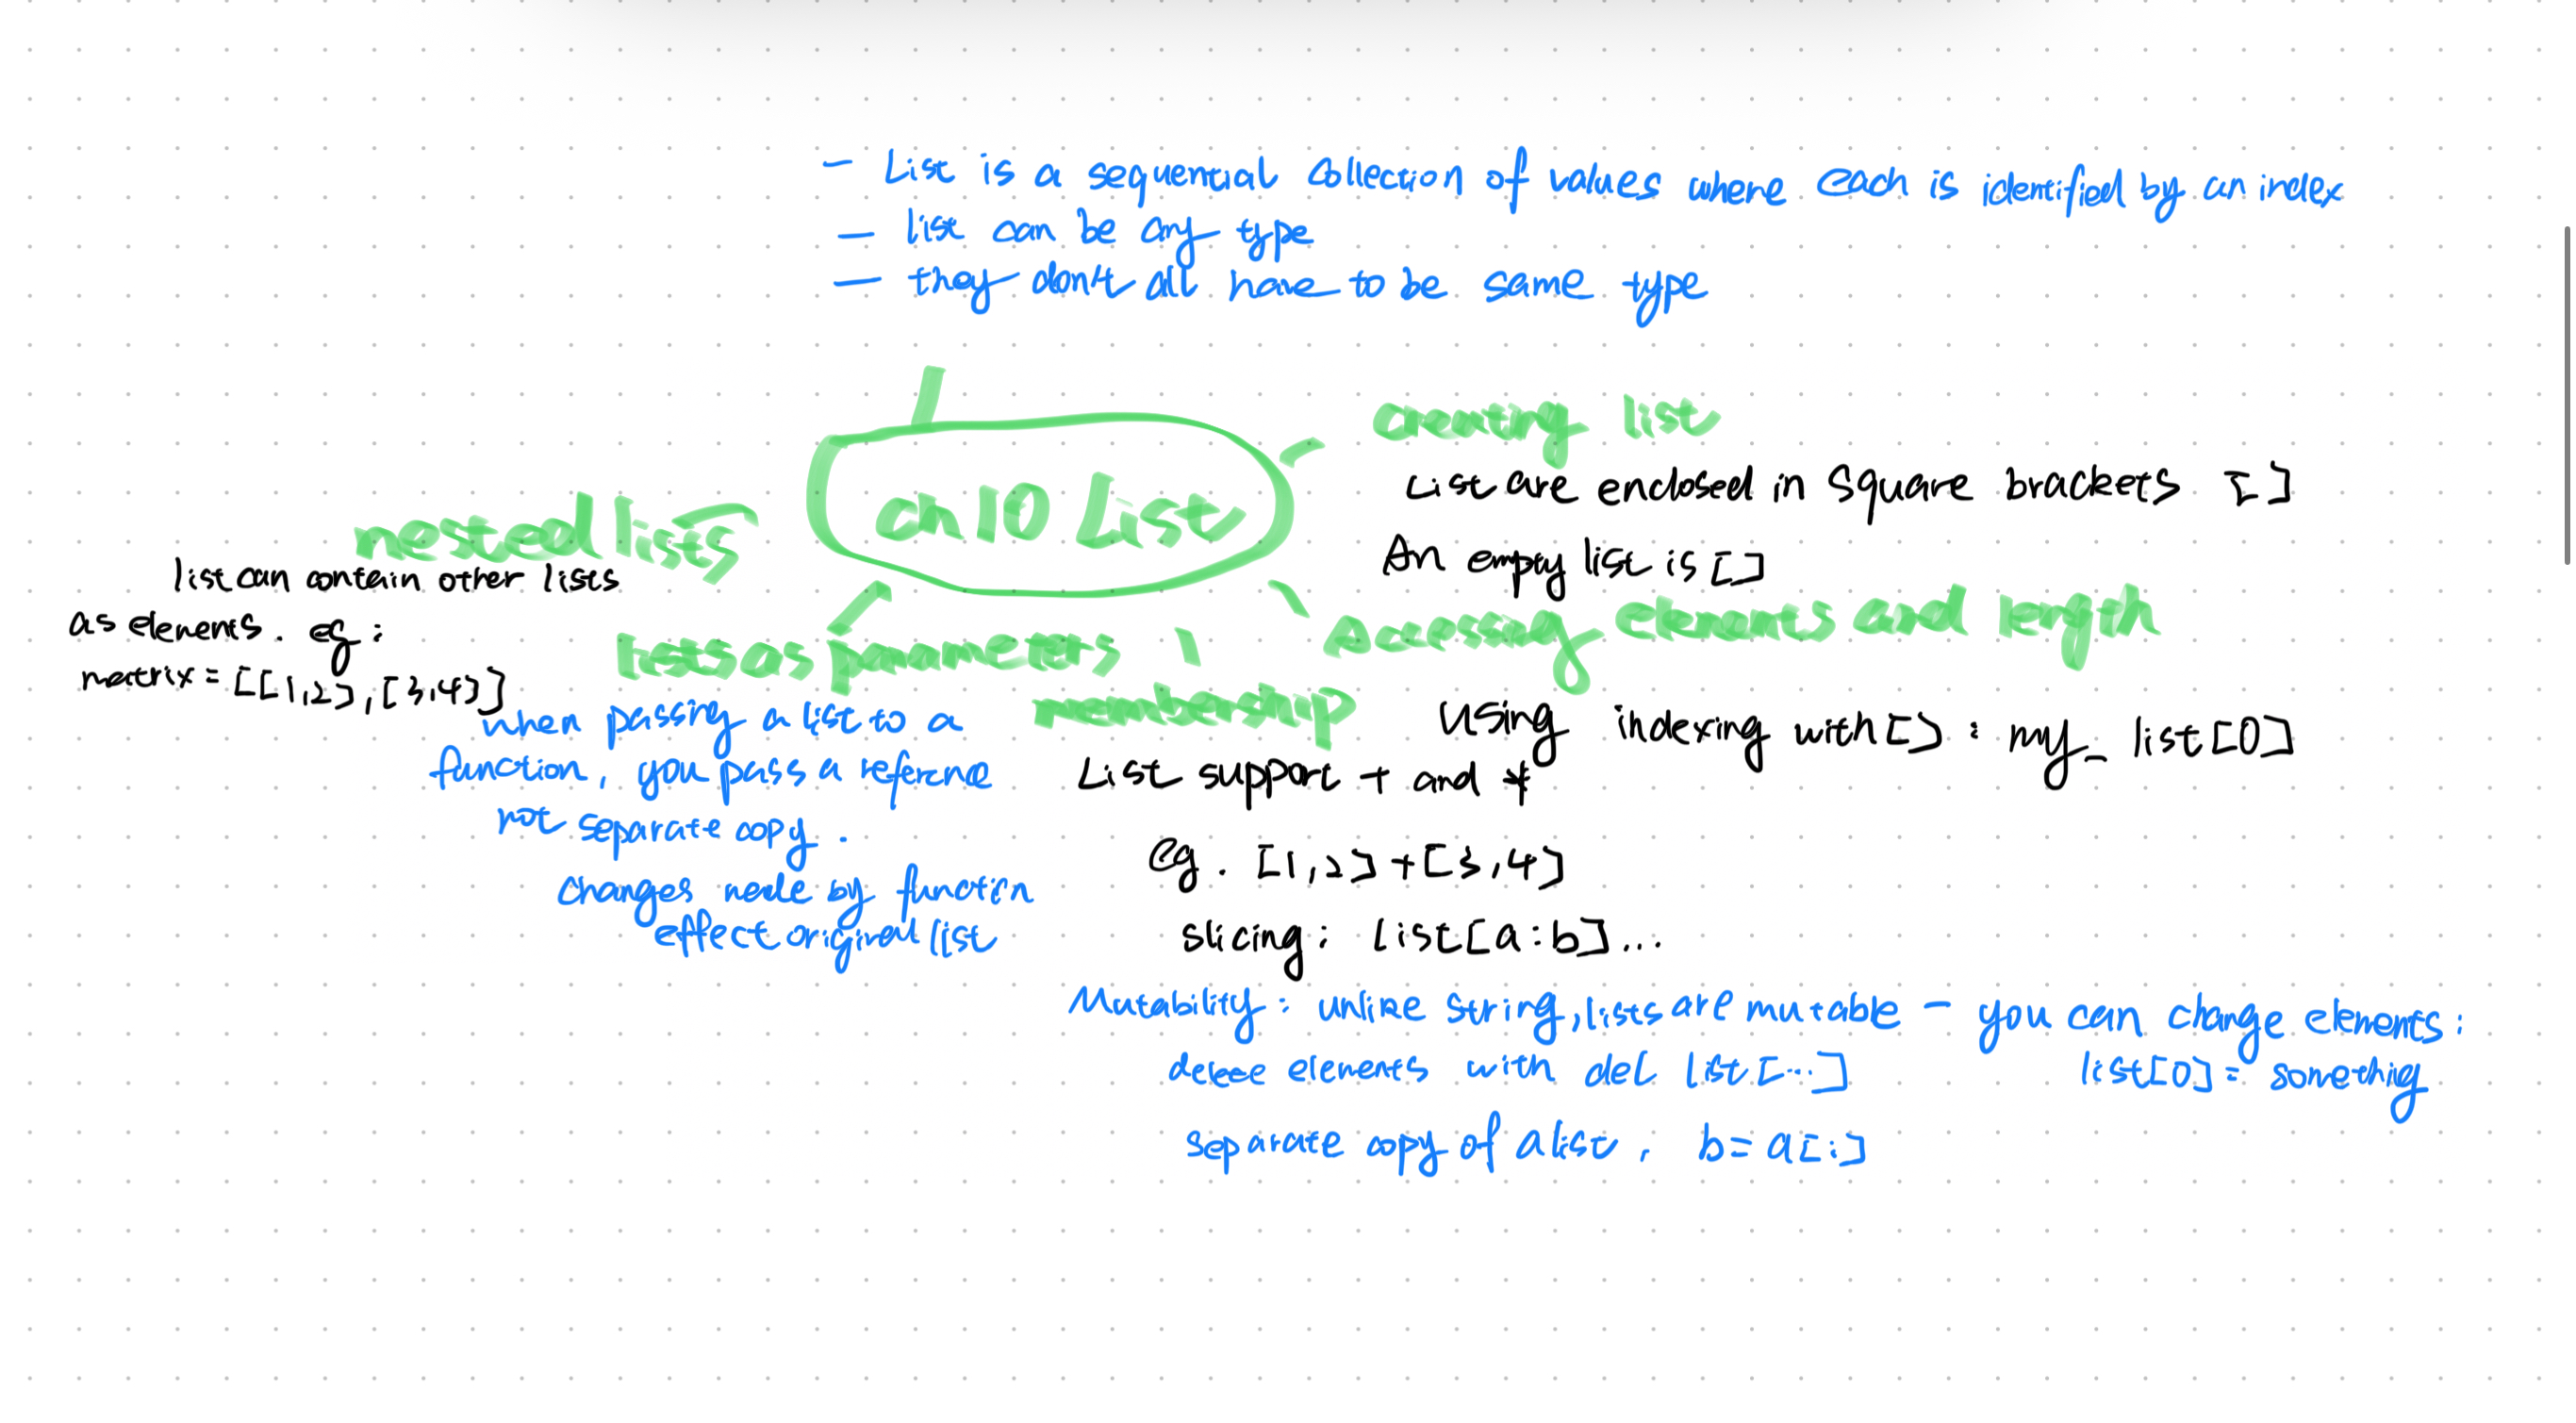 - List is a sequential collection of values where each is identified by an index
- list can be any type
- they don't all have to be same type
ch 10 List
creating list
List are enclosed in square brackets []
An empty list is []
Accessing elements and length
using indexing with []: my_list[0]
membership
List support + and *
eg. [1,2]+[3,4]
slicing: list[a:b]...
Mutability: unlike string, lists are mutable - you can change elements:
list[0] = somethig
delete elements with del list[...]
separate copy of a list, b = a[:]
lists as parameters
when passing a list to a
function, you pass a reference
not separate copy.
changes made by function
effect original list
nested lists
list can contain other lists
as elements. eg:
matrix = [[1,2],[3,4]]